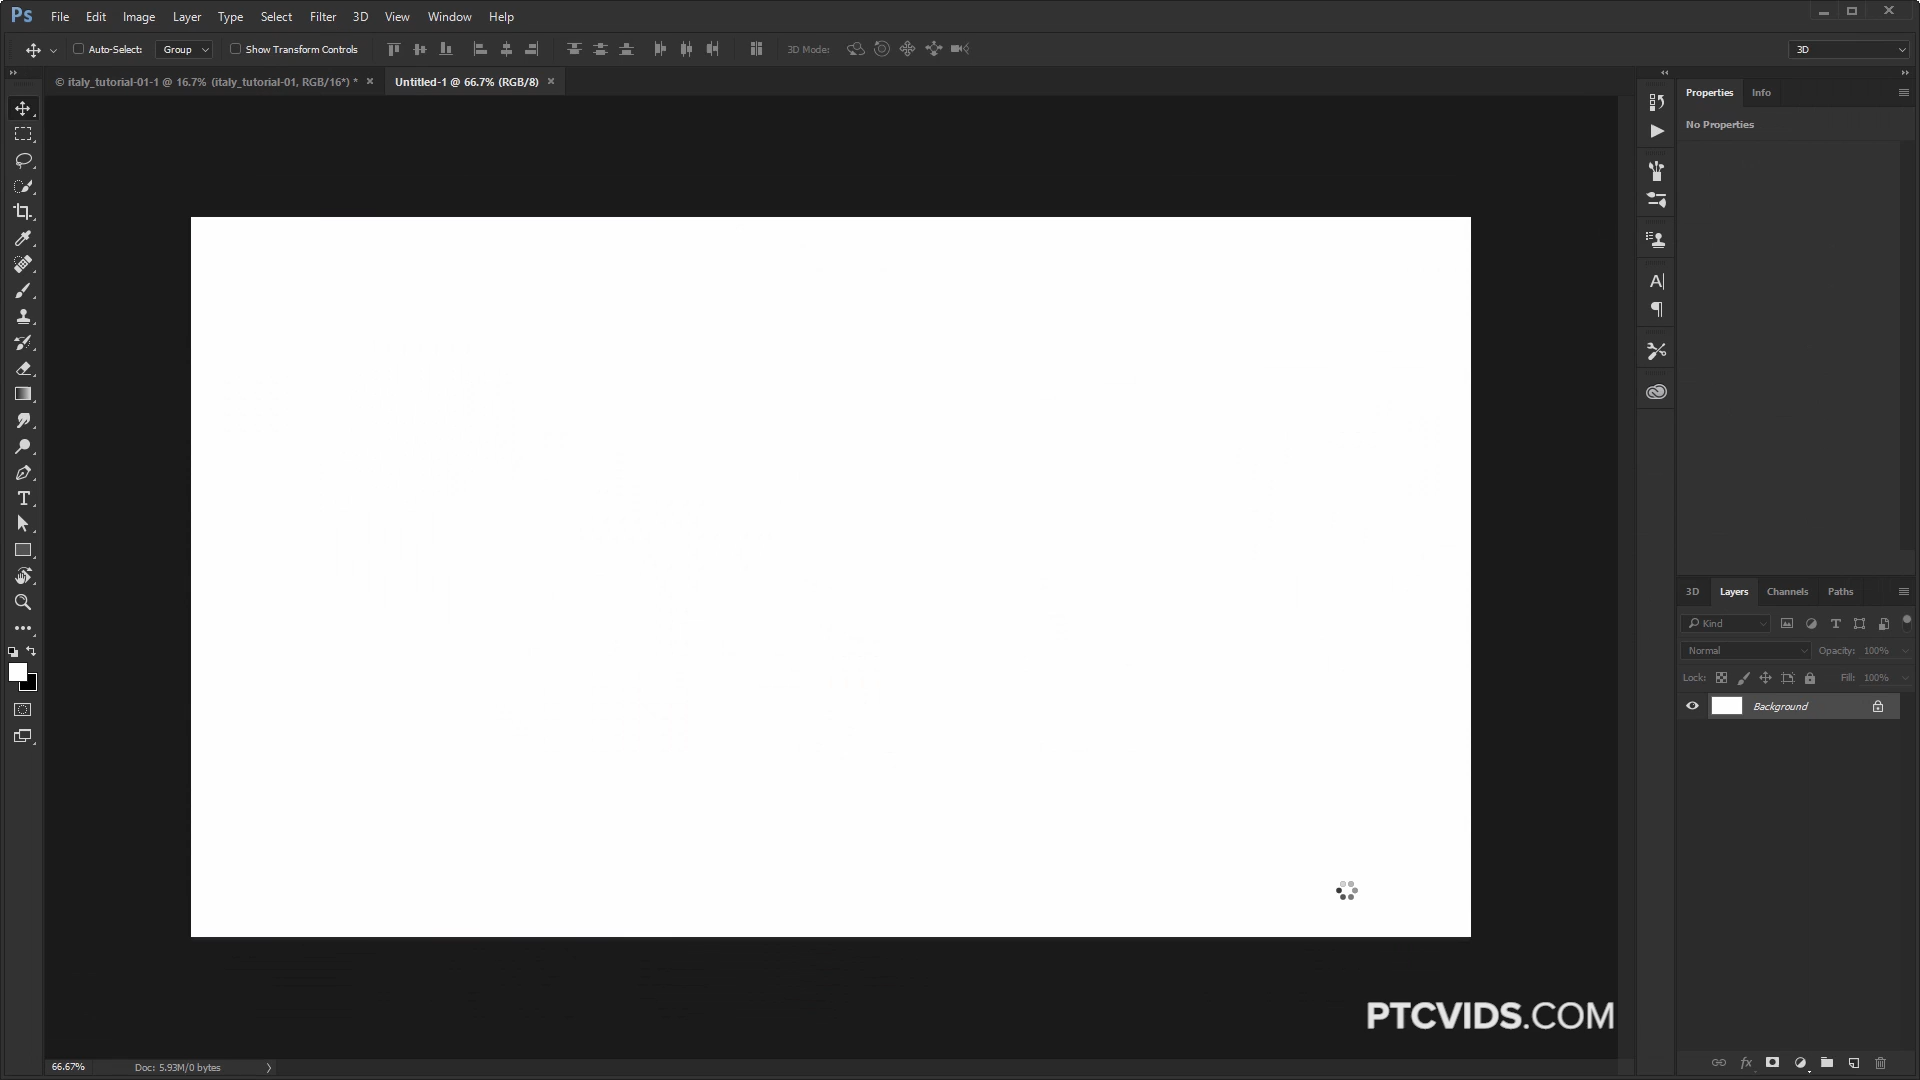 Ps File Edit Image Layer Type Select Filter 3D View Window Help
Auto-Select: Group Show Transform Controls 3D Mode: 3D
© italy_tutorial-01-1 @ 16.7% (italy_tutorial-01, RGB/16*) * × Untitled-1 @ 66.7% (RGB/8) ×
Properties Info
No Properties
3D Layers Channels Paths
Kind
Normal Opacity: 100%
Lock: Fill: 100%
Background
PTCVIDS.COM
66.67% Doc: 5.93M/0 bytes
fx